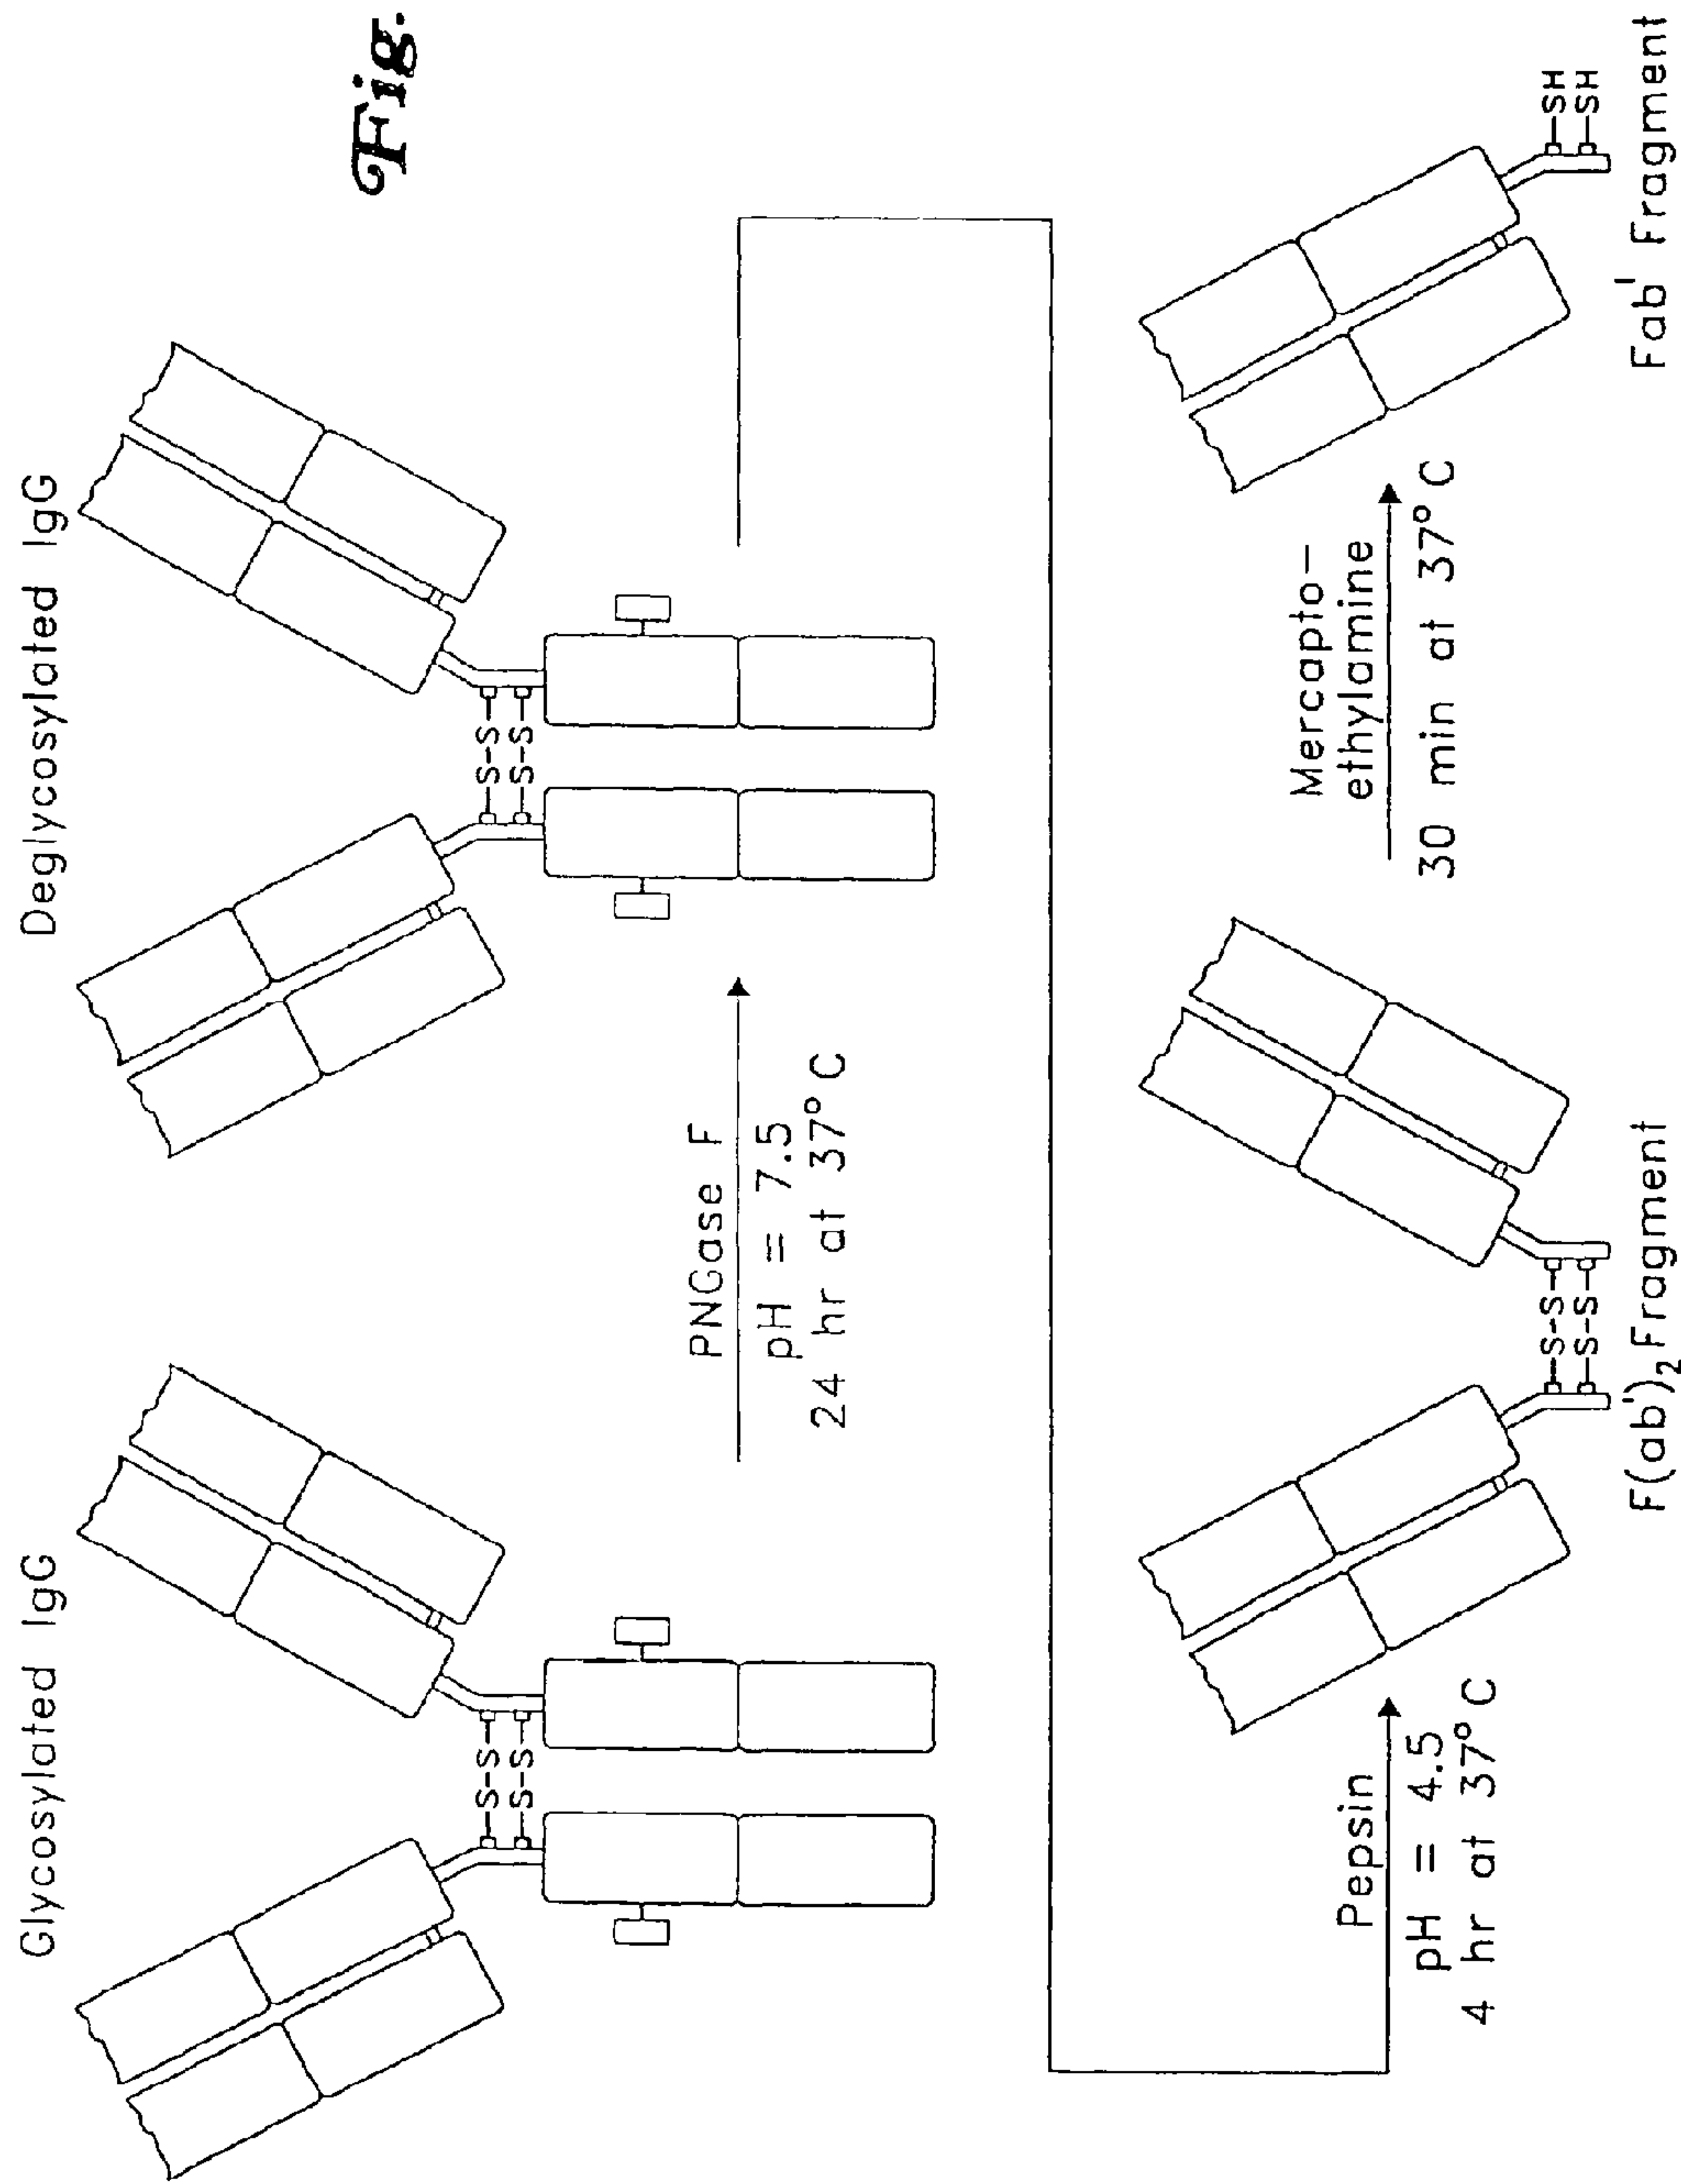 Fig.
Glycosylated IgG
Deglycosylated IgG
S-S
S-S
PNGase F
pH = 7.5
24 hr at 37° C
S-S
S-S
Pepsin
pH = 4.5
4 hr at 37° C
S-S
S-S
F(ab')2 Fragment
Mercapto-
ethylamine
30 min at 37° C
SH
SH
Fab' Fragment